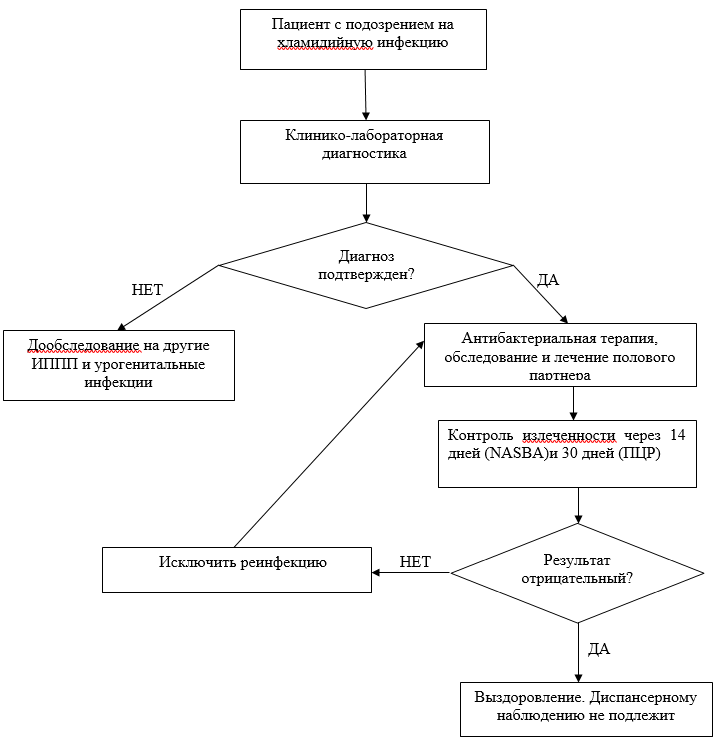 Пациент с подозрением на
хламидийную инфекцию
Клинико-лабораторная
диагностика
Диагноз
подтвержден?
НЕТ
ДА
Дообследование на другие
ИППП и урогенитальные
инфекции
Антибактериальная терапия,
обследование и лечение полового
партнера
Контроль излеченности через 14
дней (NASBA)и 30 дней (ПЦР)
Результат
отрицательный?
НЕТ
Исключить реинфекцию
ДА
Выздоровление. Диспансерному
наблюдению не подлежит